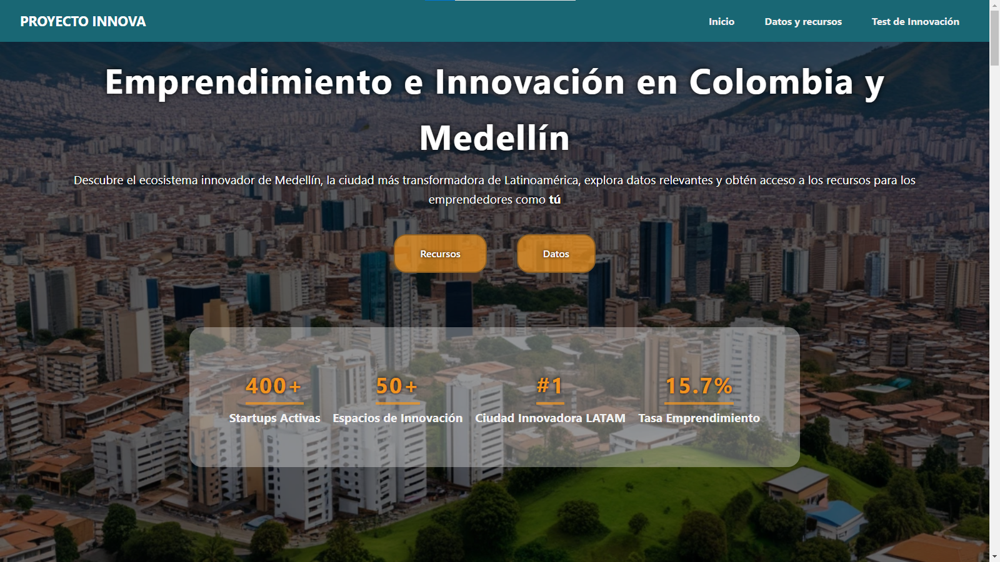 PROYECTO INNOVA
Inicio
Datos y recursos
Test de Innovación
Emprendimiento e Innovación en Colombia y
Medellín
Descubre el ecosistema innovador de Medellín, la ciudad más transformadora de Latinoamérica, explora datos relevantes y obtén acceso a los recursos para los
emprendedores como tú
Recursos
Datos
400+
Startups Activas
50+
Espacios de Innovación
#1
Ciudad Innovadora LATAM
15.7%
Tasa Emprendimiento